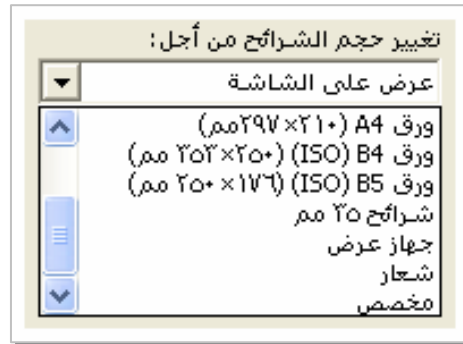 تغيير حجم الشرائح من أجل:
عرض على الشاشة
ورق A4 (٢١٠×٢٩٧مم)
ورق B4 (ISO) (٢٥٠×٣٥٣ مم)
ورق B5 (ISO) (١٧٦×٢٥٠ مم)
شرائح ٣٥ مم
جهاز عرض
شعار
مخصص